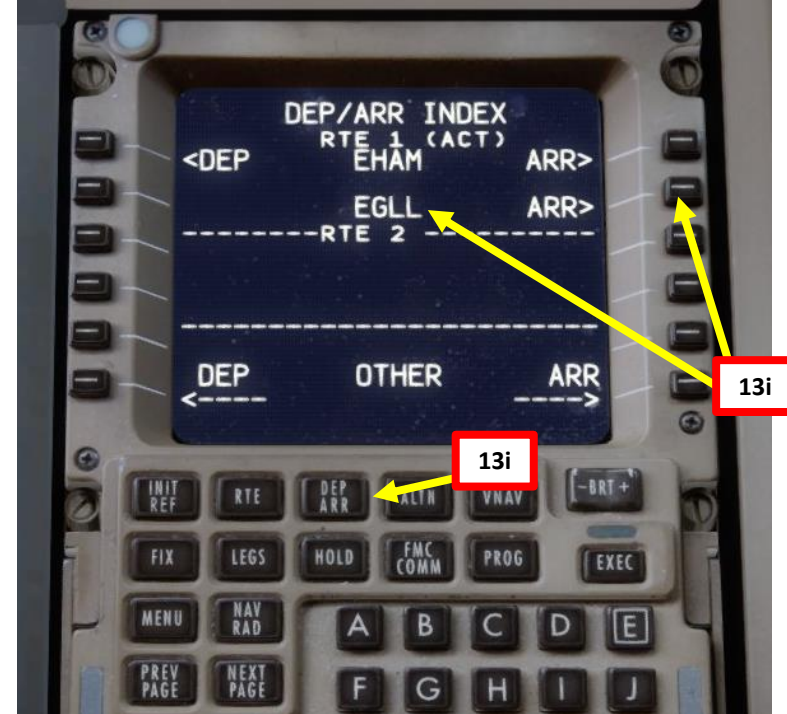 DEP/ARR INDEX
RTE 1 (ACT)
<DEP EHAM ARR>
EGLL ARR>
--------RTE 2 ---------
-----------------------
DEP OTHER ARR
<---- ---->
13i
13i
INIT REF RTE DEP ARR ALTN VNAV -BRT+
FIX LEGS HOLD FMC COMM PROG EXEC
MENU NAV RAD A B C D E
PREV PAGE NEXT PAGE F G H I J